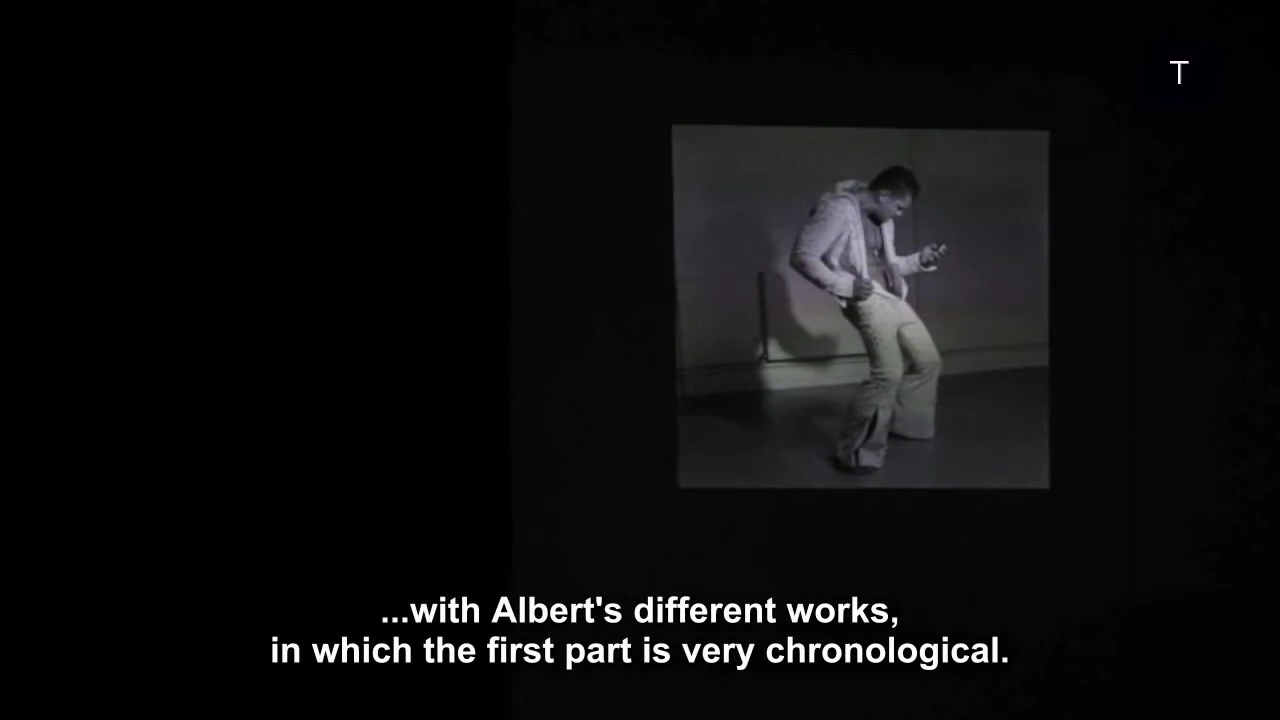 T
...with Albert's different works,
in which the first part is very chronological.